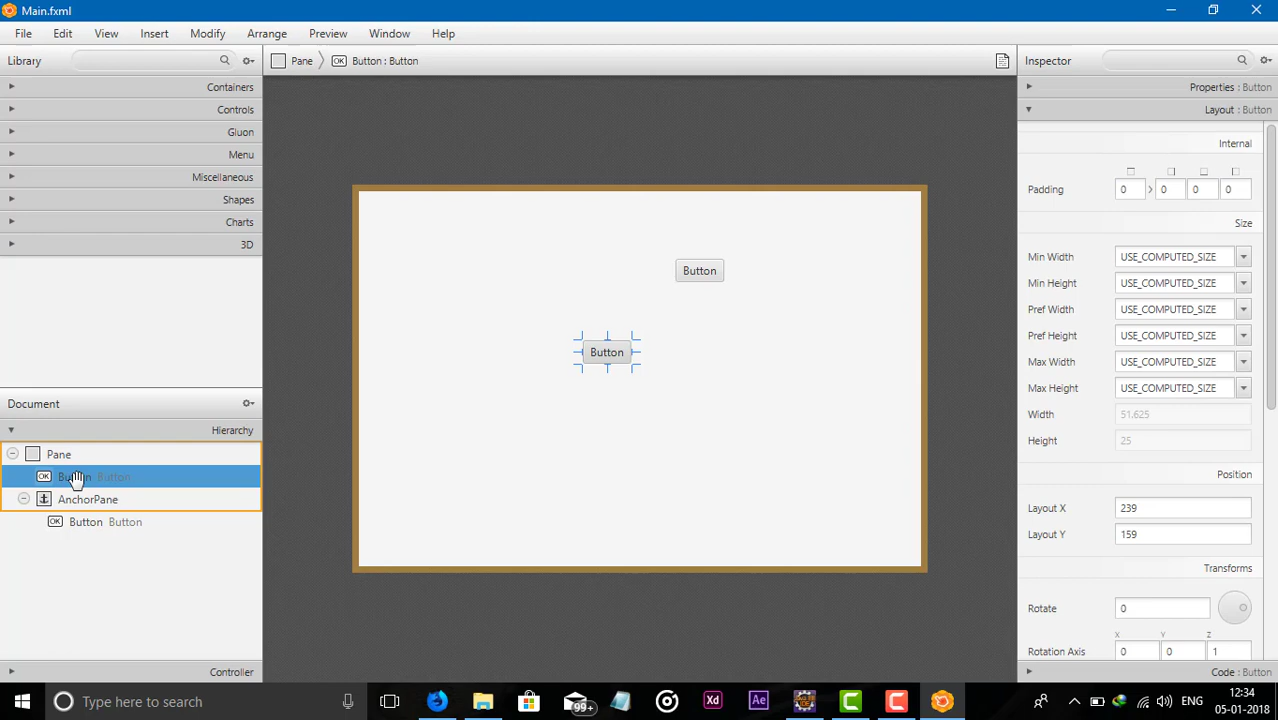 Main.fxml
File Edit View Insert Modify Arrange Preview Window Help
Library
Pane Button : Button
Inspector
Containers
Controls
Gluon
Menu
Miscellaneous
Shapes
Charts
3D
Document
Hierarchy
Pane
Button Button
AnchorPane
Button Button
Controller
Button
Button
Properties : Button
Layout : Button
Internal
Padding 0 0 0 0
Size
Min Width USE_COMPUTED_SIZE
Min Height USE_COMPUTED_SIZE
Pref Width USE_COMPUTED_SIZE
Pref Height USE_COMPUTED_SIZE
Max Width USE_COMPUTED_SIZE
Max Height USE_COMPUTED_SIZE
Width 51.625
Height 25
Position
Layout X 239
Layout Y 159
Transforms
Rotate 0
X Y Z
Rotation Axis 0 0 1
Code : Button
Type here to search
99+
Xd
Ae
ENG
12:34
05-01-2018